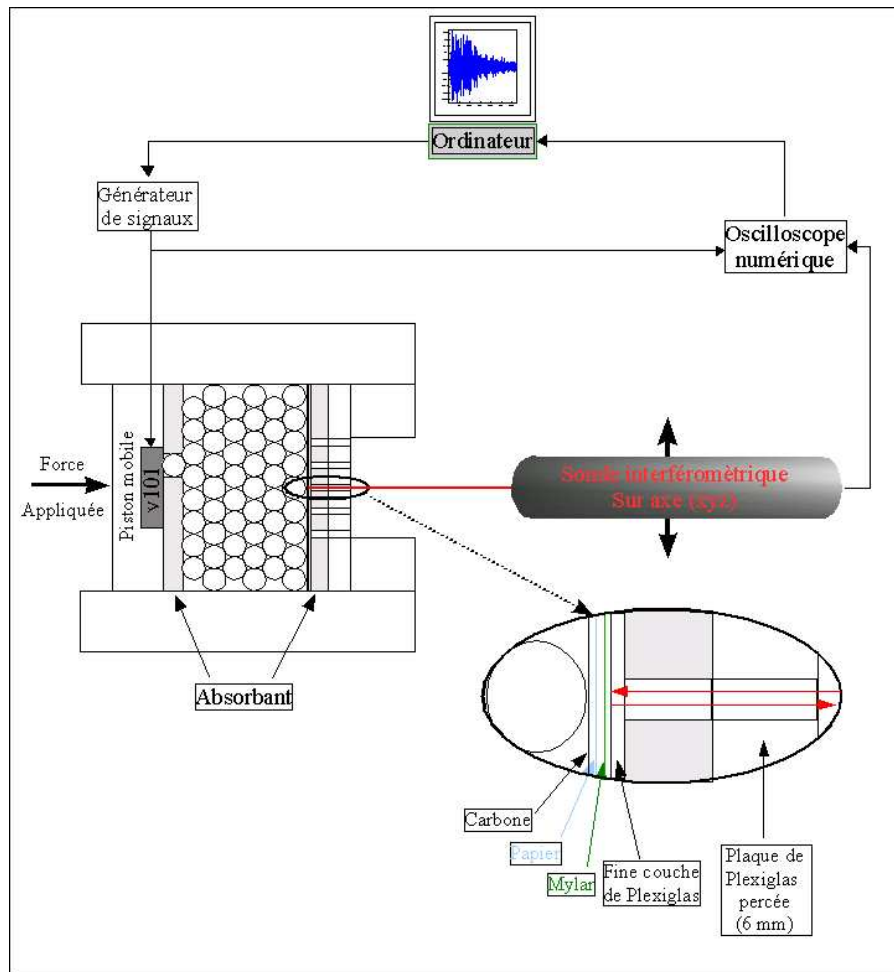 Ordinateur
Générateur
de signaux
Oscilloscope
numérique
Force
Appliquée
Piston mobile
v101
Sonde interféromètrique
Sur axe (xyz)
Absorbant
Carbone
Papier
Mylar
Fine couche
de Plexiglas
Plaque de
Plexiglas
percée
(6 mm)